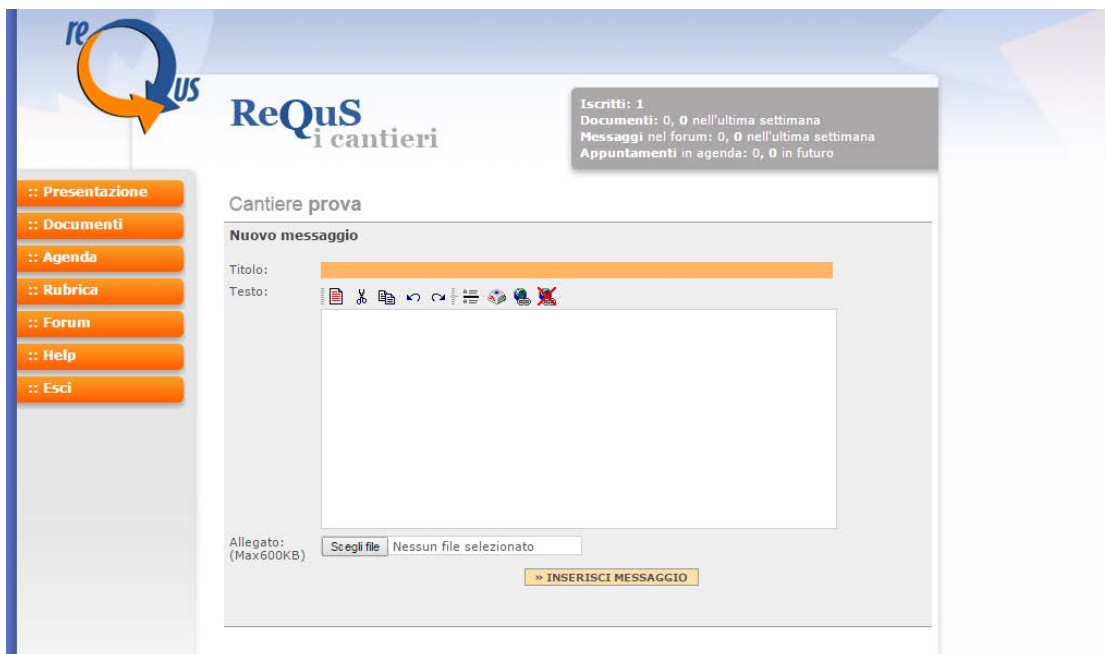 re
us
ReQuS
i cantieri
Iscritti: 1
Documenti: 0, 0 nell'ultima settimana
Messaggi nel forum: 0, 0 nell'ultima settimana
Appuntamenti in agenda: 0, 0 in futuro
:: Presentazione
:: Documenti
:: Agenda
:: Rubrica
:: Forum
:: Help
:: Esci
Cantiere prova
Nuovo messaggio
Titolo:
Testo:
Allegato:
(Max600KB)
Scegli file Nessun file selezionato
» INSERISCI MESSAGGIO